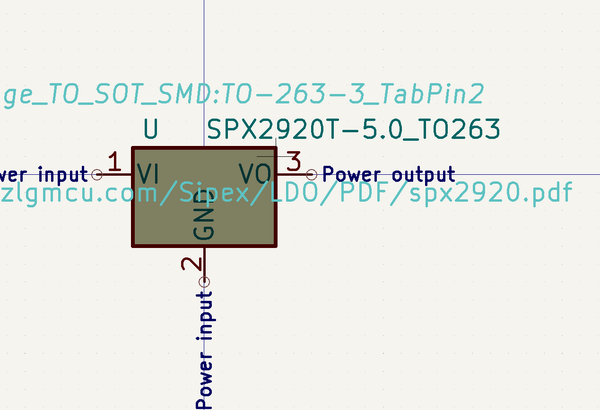 ge_TO_SOT_SMD:TO-263-3_TabPin2
U SPX2920T-5.0_TO263
wer input 1 VI VO 3 Power output
zlgmcu.com/Sipex/LDO/PDF/spx2920.pdf
GND
2
Power input